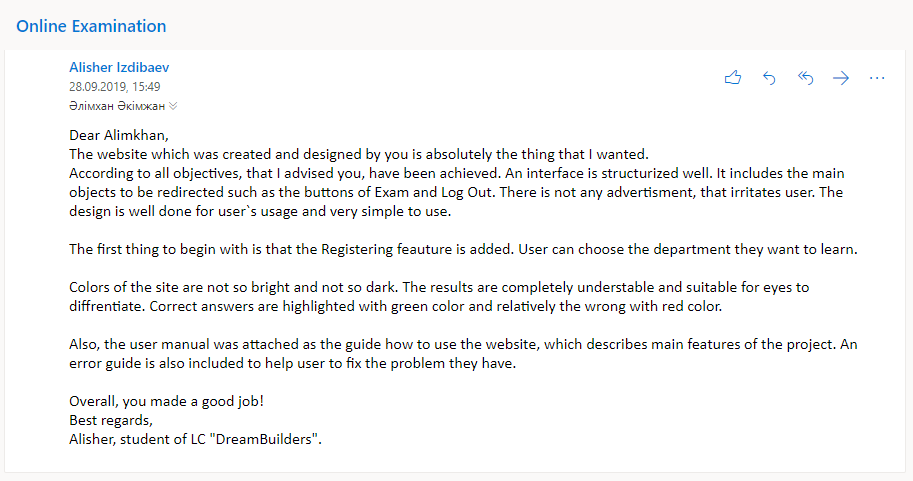 Online Examination
Alisher Izdibaev
28.09.2019, 15:49
Әлімхан Әкімжан
Dear Alimkhan,
The website which was created and designed by you is absolutely the thing that I wanted.
According to all objectives, that I advised you, have been achieved. An interface is structurized well. It includes the main
objects to be redirected such as the buttons of Exam and Log Out. There is not any advertisment, that irritates user. The
design is well done for user`s usage and very simple to use.
The first thing to begin with is that the Registering feauture is added. User can choose the department they want to learn.
Colors of the site are not so bright and not so dark. The results are completely understable and suitable for eyes to
diffrentiate. Correct answers are highlighted with green color and relatively the wrong with red color.
Also, the user manual was attached as the guide how to use the website, which describes main features of the project. An
error guide is also included to help user to fix the problem they have.
Overall, you made a good job!
Best regards,
Alisher, student of LC "DreamBuilders".